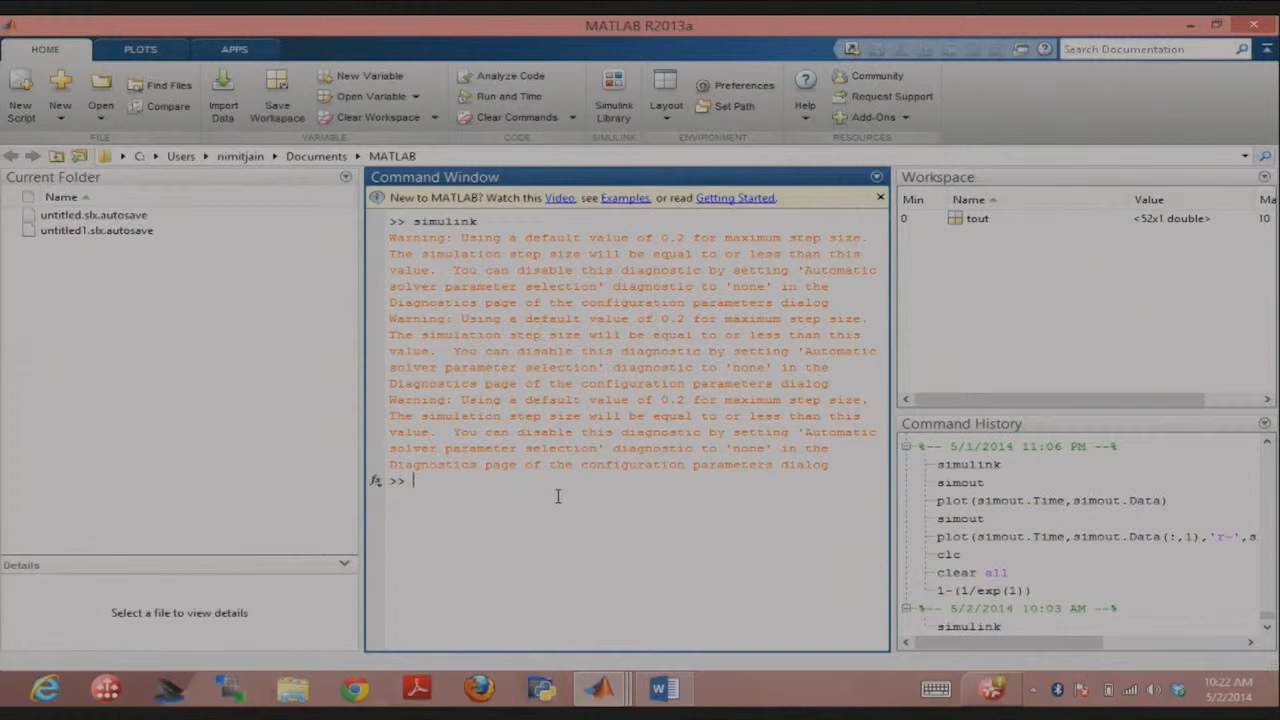 MATLAB R2013a
HOME
PLOTS
APPS
Search Documentation
New Script
New
Open
Find Files
Compare
Import Data
Save Workspace
New Variable
Open Variable
Clear Workspace
Analyze Code
Run and Time
Clear Commands
Simulink Library
Layout
Preferences
Set Path
Help
Community
Request Support
Add-Ons
FILE
VARIABLE
CODE
SIMULINK
ENVIRONMENT
RESOURCES
C: Users nimitjain Documents MATLAB
Current Folder
Name
untitled.slx.autosave
untitled1.slx.autosave
Details
Select a file to view details
Command Window
New to MATLAB? Watch this Video, see Examples, or read Getting Started.
>> simulink
Warning: Using a default value of 0.2 for maximum step size.
The simulation step size will be equal to or less than this
value.  You can disable this diagnostic by setting 'Automatic
solver parameter selection' diagnostic to 'none' in the
Diagnostics page of the configuration parameters dialog
Warning: Using a default value of 0.2 for maximum step size.
The simulation step size will be equal to or less than this
value.  You can disable this diagnostic by setting 'Automatic
solver parameter selection' diagnostic to 'none' in the
Diagnostics page of the configuration parameters dialog
Warning: Using a default value of 0.2 for maximum step size.
The simulation step size will be equal to or less than this
value.  You can disable this diagnostic by setting 'Automatic
solver parameter selection' diagnostic to 'none' in the
Diagnostics page of the configuration parameters dialog
fx >>
Workspace
Min Name Value Ma
0 tout <52x1 double> 10
Command History
%-- 5/1/2014 11:06 PM --%
simulink
simout
plot(simout.Time,simout.Data)
simout
plot(simout.Time,simout.Data(:,1),'r-',s
clc
clear all
1-(1/exp(1))
%-- 5/2/2014 10:03 AM --%
simulink
10:22 AM
5/2/2014